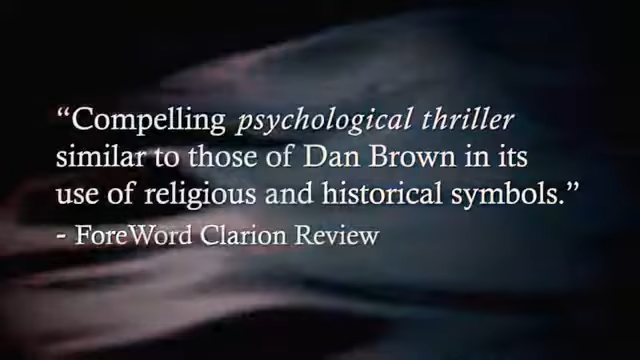 “Compelling psychological thriller
similar to those of Dan Brown in its
use of religious and historical symbols.”
- ForeWord Clarion Review